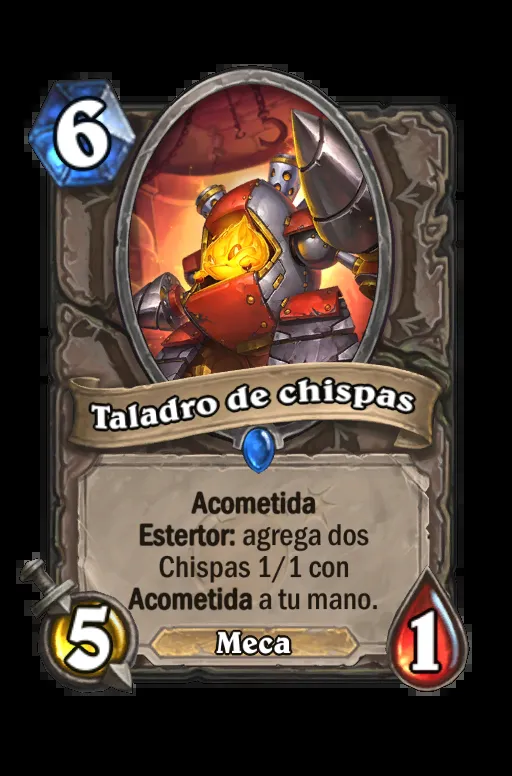 6
Taladro de chispas
Acometida
Estertor: agrega dos
Chispas 1/1 con
Acometida a tu mano.
5
Meca
1